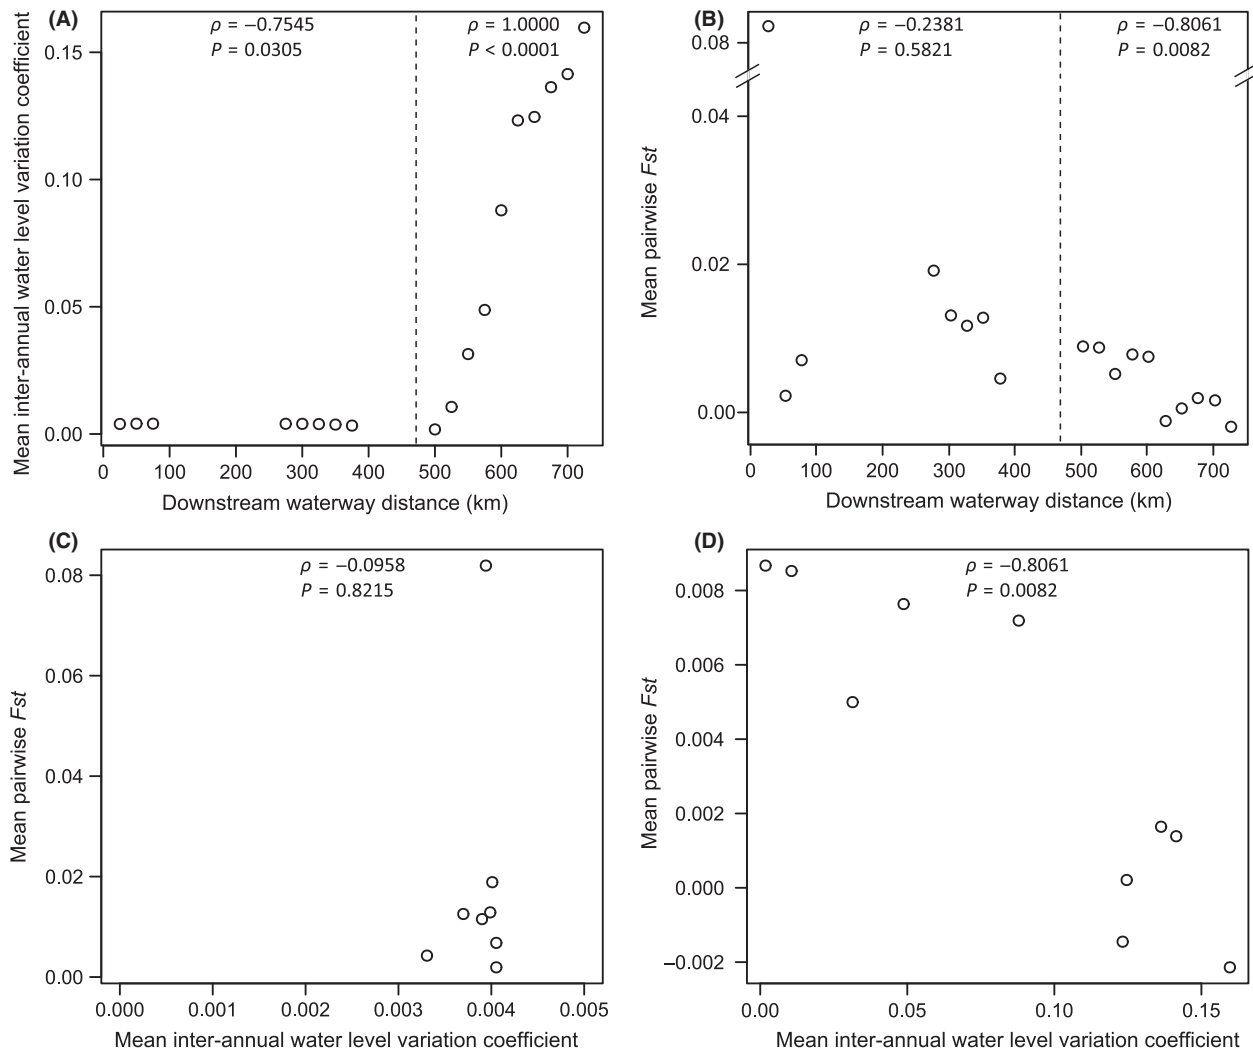 (A)
ρ = −0.7545
P = 0.0305
ρ = 1.0000
P < 0.0001
Mean inter-annual water level variation coefficient
0.15
0.10
0.05
0.00
0 100 200 300 400 500 600 700
Downstream waterway distance (km)
(B)
ρ = −0.2381
P = 0.5821
ρ = −0.8061
P = 0.0082
Mean pairwise Fst
0.08
0.04
0.02
0.00
0 100 200 300 400 500 600 700
Downstream waterway distance (km)
(C)
ρ = −0.0958
P = 0.8215
Mean pairwise Fst
0.08
0.06
0.04
0.02
0.00
0.000 0.001 0.002 0.003 0.004 0.005
Mean inter-annual water level variation coefficient
(D)
ρ = −0.8061
P = 0.0082
Mean pairwise Fst
0.008
0.006
0.004
0.002
0.000
−0.002
0.00 0.05 0.10 0.15
Mean inter-annual water level variation coefficient